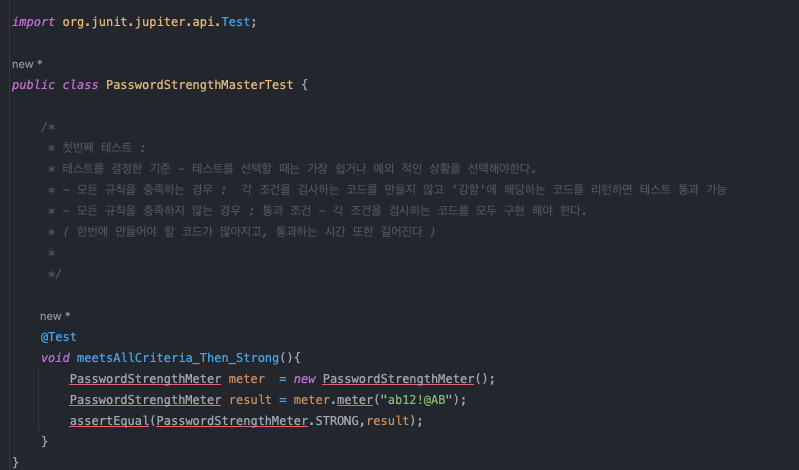 import org.junit.jupiter.api.Test;
new *
public class PasswordStrengthMasterTest {
/*
* 첫번째 테스트 :
* 테스트를 결정한 기준 – 테스트를 선택할 때는 가장 쉽거나 예외 적인 상황을 선택해야한다.
* – 모든 규칙을 충족하는 경우 :  각 조건을 검사하는 코드를 만들지 않고 '강함'에 해당하는 코드를 리턴하면 테스트 통과 가능
* – 모든 규칙을 충족하지 않는 경우 : 통과 조건 – 각 조건을 검사하는 코드를 모두 구현 해야 한다.
* ( 한번에 만들어야 할 코드가 많아지고, 통과하는 시간 또한 길어진다 )
*
*/
new *
@Test
void meetsAllCriteria_Then_Strong(){
PasswordStrengthMeter meter  = new PasswordStrengthMeter();
PasswordStrengthMeter result = meter.meter("ab12!@AB");
assertEqual(PasswordStrengthMeter.STRONG,result);
}
}